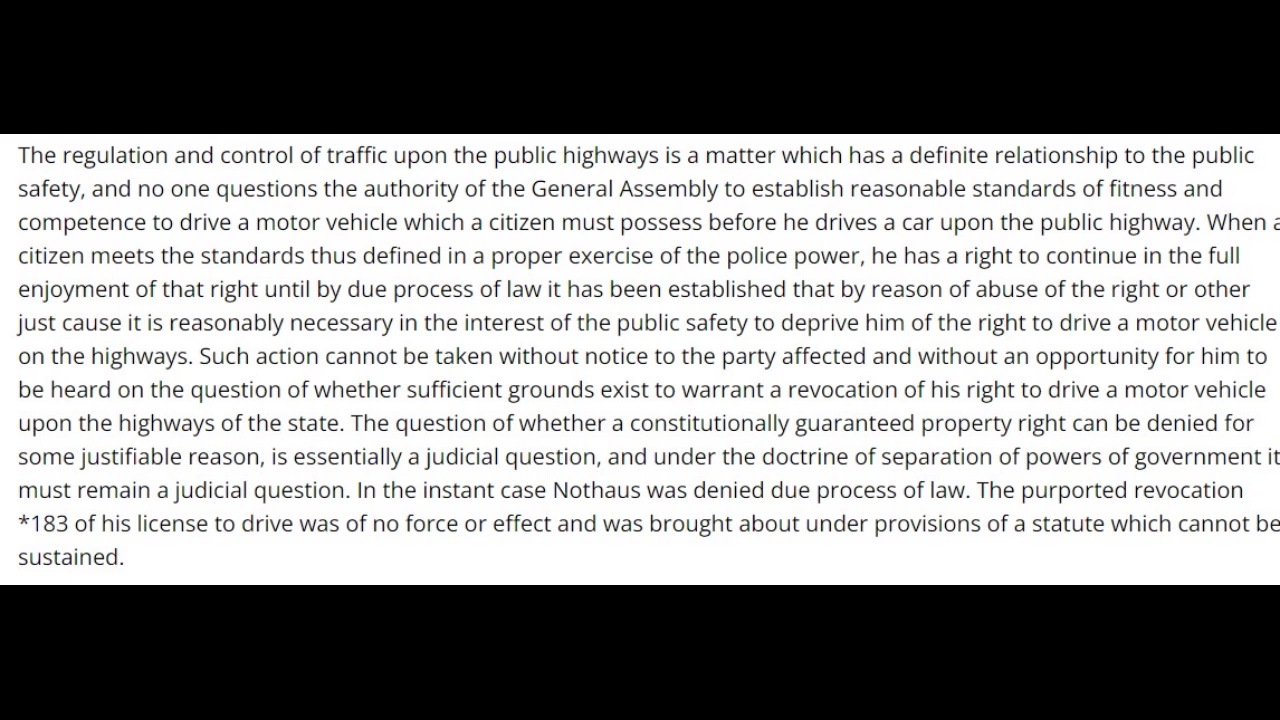 The regulation and control of traffic upon the public highways is a matter which has a definite relationship to the public
safety, and no one questions the authority of the General Assembly to establish reasonable standards of fitness and
competence to drive a motor vehicle which a citizen must possess before he drives a car upon the public highway. When a
citizen meets the standards thus defined in a proper exercise of the police power, he has a right to continue in the full
enjoyment of that right until by due process of law it has been established that by reason of abuse of the right or other
just cause it is reasonably necessary in the interest of the public safety to deprive him of the right to drive a motor vehicle
on the highways. Such action cannot be taken without notice to the party affected and without an opportunity for him to
be heard on the question of whether sufficient grounds exist to warrant a revocation of his right to drive a motor vehicle
upon the highways of the state. The question of whether a constitutionally guaranteed property right can be denied for
some justifiable reason, is essentially a judicial question, and under the doctrine of separation of powers of government it
must remain a judicial question. In the instant case Nothaus was denied due process of law. The purported revocation
*183 of his license to drive was of no force or effect and was brought about under provisions of a statute which cannot be
sustained.